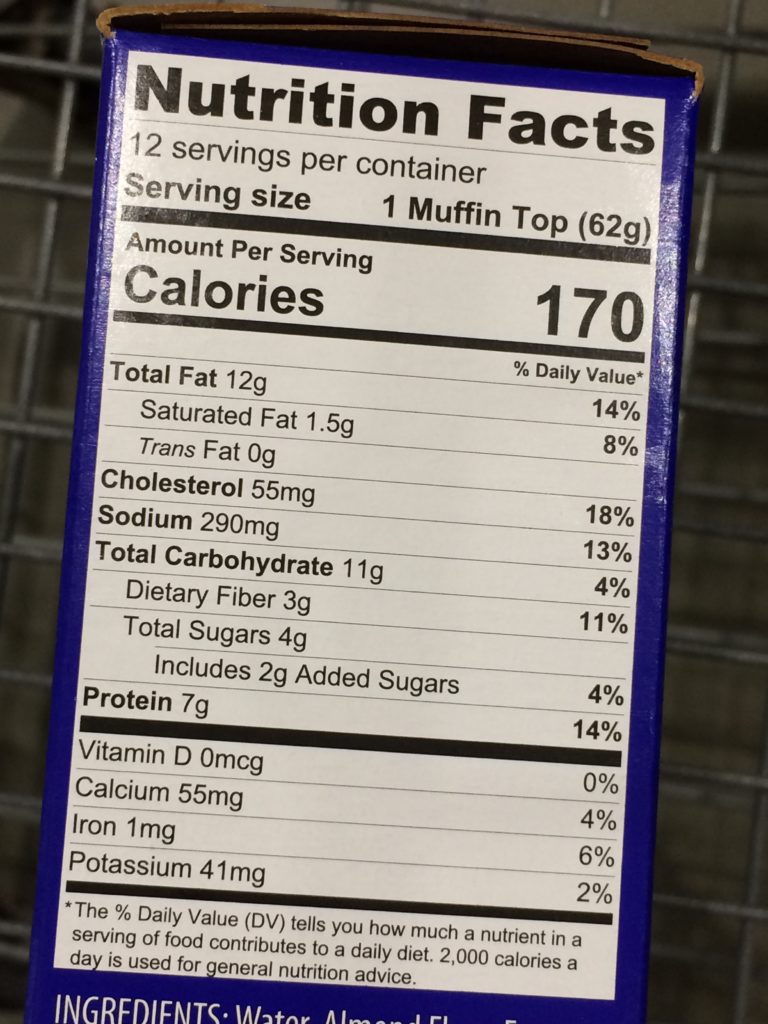 Nutrition Facts
12 servings per container
Serving size 1 Muffin Top (62g)
Amount Per Serving
Calories 170
% Daily Value*
Total Fat 12g 14%
Saturated Fat 1.5g 8%
Trans Fat 0g
Cholesterol 55mg 18%
Sodium 290mg 13%
Total Carbohydrate 11g 4%
Dietary Fiber 3g 11%
Total Sugars 4g
Includes 2g Added Sugars 4%
Protein 7g 14%
Vitamin D 0mcg 0%
Calcium 55mg 4%
Iron 1mg 6%
Potassium 41mg 2%
*The % Daily Value (DV) tells you how much a nutrient in a
serving of food contributes to a daily diet. 2,000 calories a
day is used for general nutrition advice.
INGREDIENTS: Water, Almond